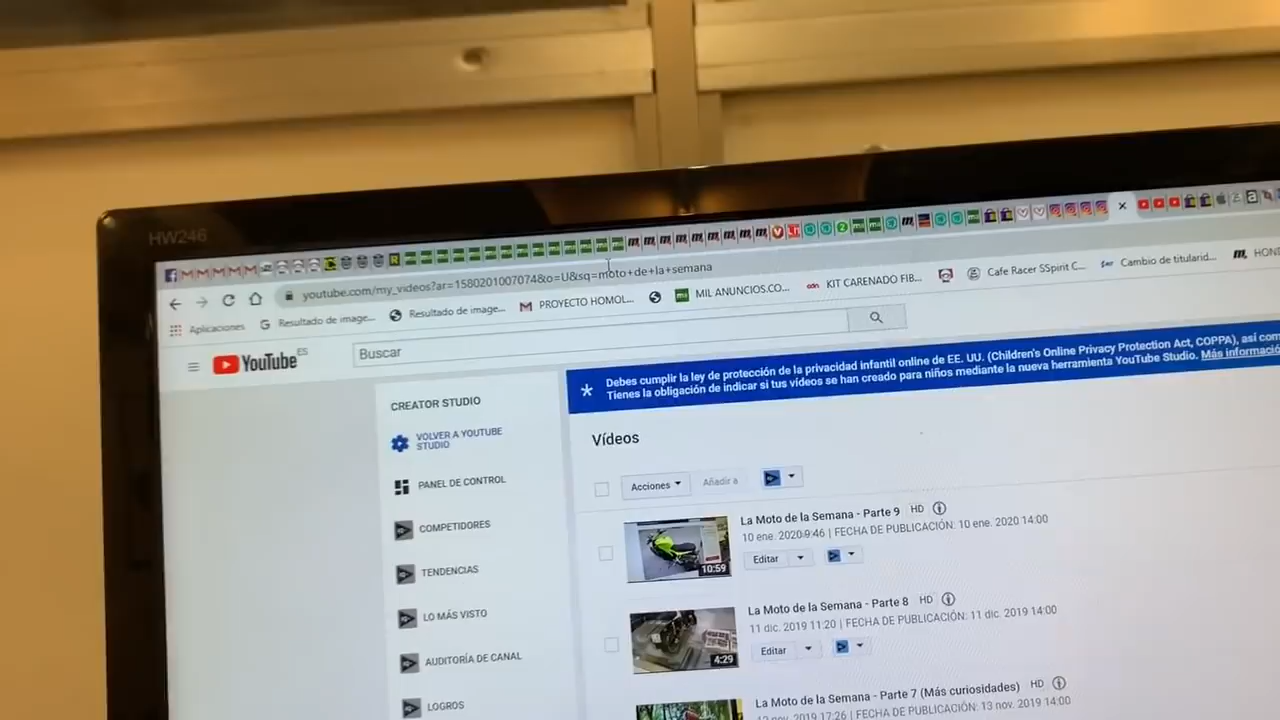 HW246
youtube.com/my_videos?ar=1580201007074&o=U&sq=moto+de+la+semana
Aplicaciones
Resultado de image...
Resultado de image...
PROYECTO HOMOL...
MIL ANUNCIOS.CO...
KIT CARENADO FIB...
Cafe Racer SSpirit C...
Cambio de titularid...
HON
YouTube ES
Buscar
Debes cumplir la ley de protección de la privacidad infantil online de EE. UU. (Children's Online Privacy Protection Act, COPPA), así com
Tienes la obligación de indicar si tus vídeos se han creado para niños mediante la nueva herramienta YouTube Studio. Más informació
CREATOR STUDIO
VOLVER A YOUTUBE
STUDIO
PANEL DE CONTROL
COMPETIDORES
TENDENCIAS
LO MÁS VISTO
AUDITORÍA DE CANAL
LOGROS
Vídeos
Acciones
Añadir a
La Moto de la Semana - Parte 9 HD
10 ene. 2020 9:46 | FECHA DE PUBLICACIÓN: 10 ene. 2020 14:00
10:59
Editar
La Moto de la Semana - Parte 8 HD
11 dic. 2019 11:20 | FECHA DE PUBLICACIÓN: 11 dic. 2019 14:00
4:29
Editar
La Moto de la Semana - Parte 7 (Más curiosidades) HD
nov. 2019 17:26 | FECHA DE PUBLICACIÓN: 13 nov. 2019 14:00